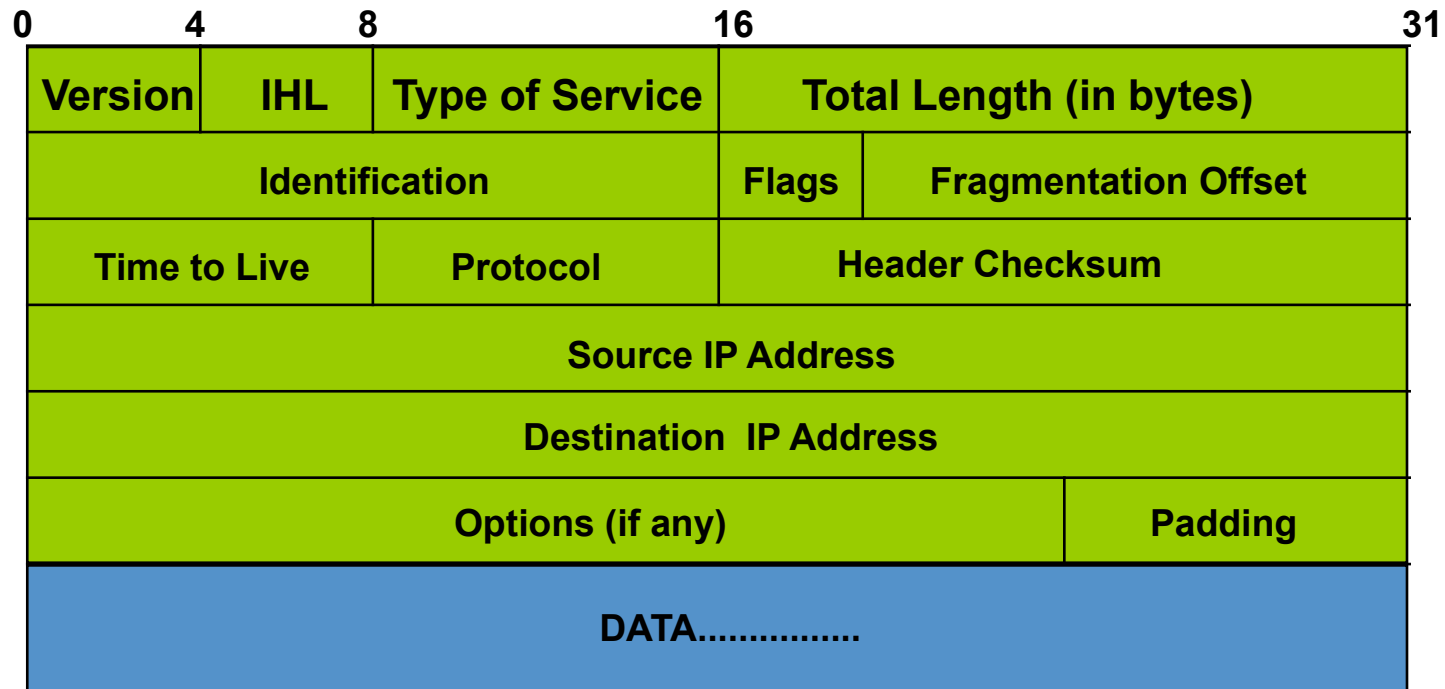 0 4 8 16 31
Version IHL Type of Service Total Length (in bytes)
Identification Flags Fragmentation Offset
Time to Live Protocol Header Checksum
Source IP Address
Destination IP Address
Options (if any) Padding
DATA................